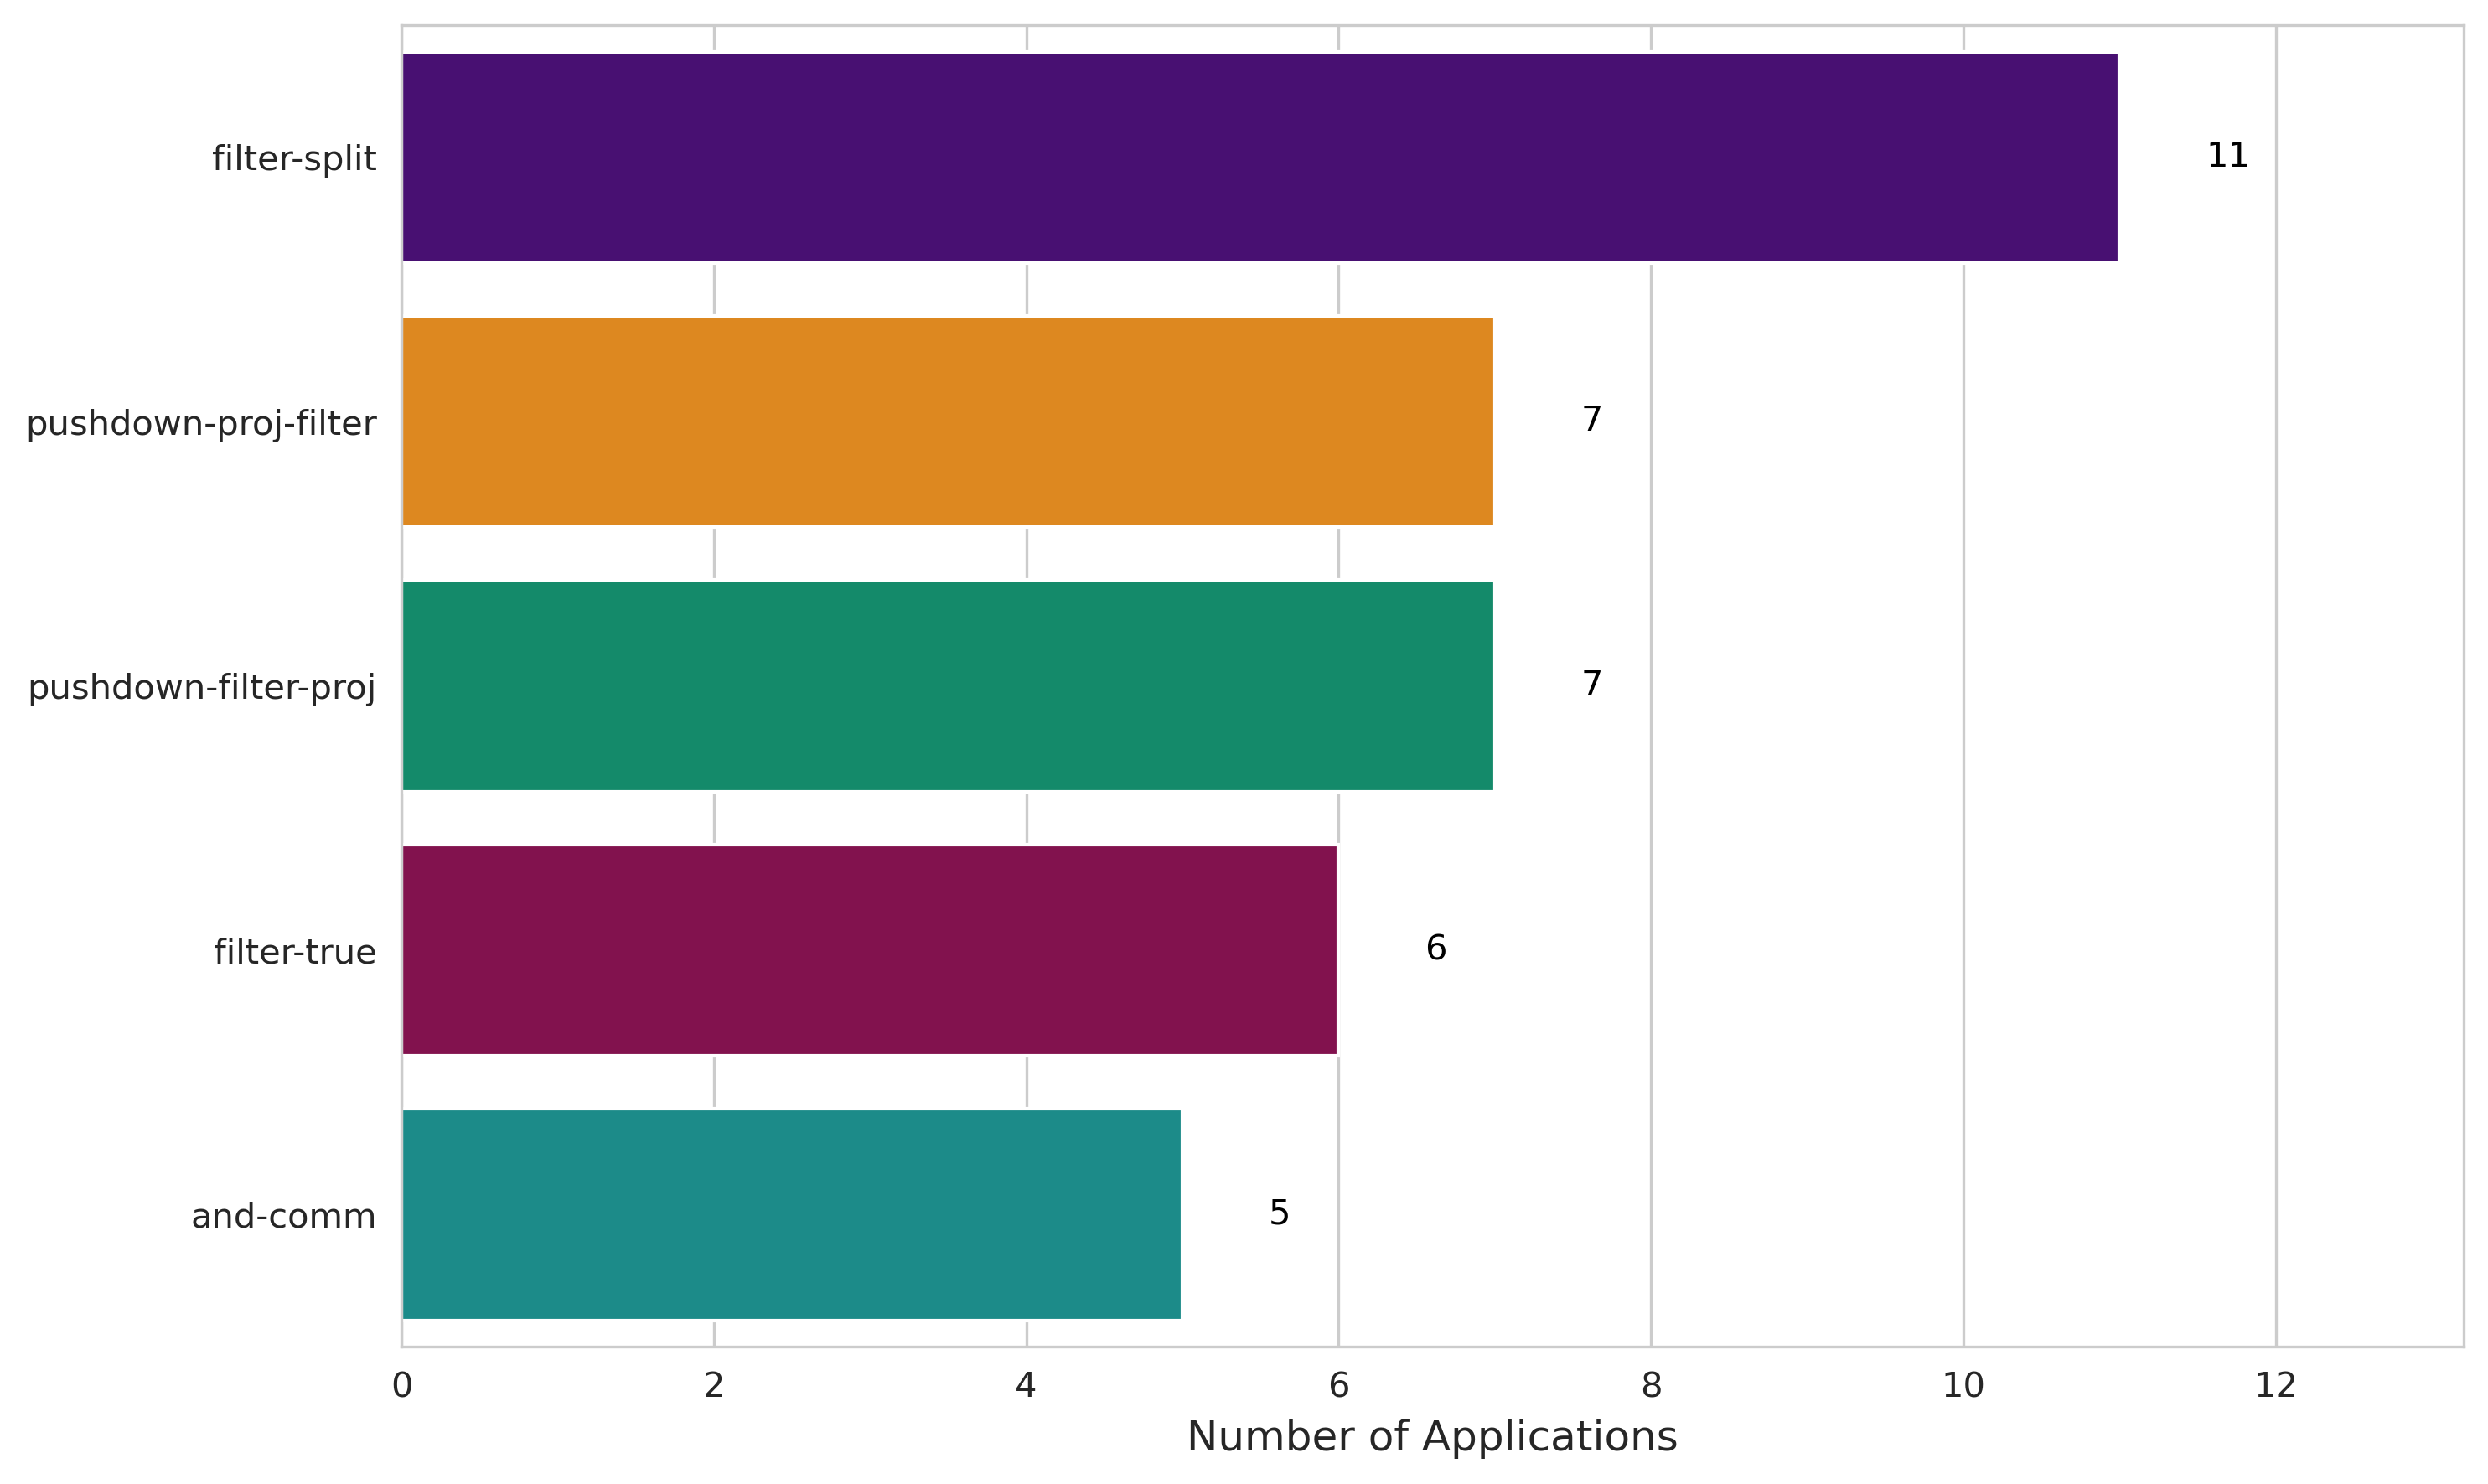 filter-split
11
pushdown-proj-filter
7
pushdown-filter-proj
7
filter-true
6
and-comm
5
0 2 4 6 8 10 12
Number of Applications